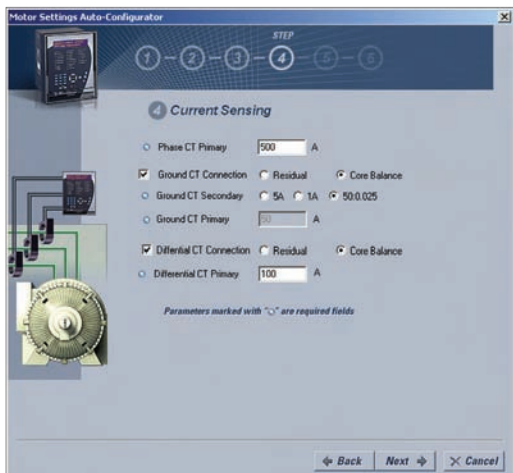 Motor Settings Auto-Configurator
STEP
1 2 3 4 5 6
4 Current Sensing
Phase CT Primary 500 A
Ground CT Connection Residual Core Balance
Ground CT Secondary 5A 1A 50:0.025
Ground CT Primary 50 A
Diffential CT Connection Residual Core Balance
Differential CT Primary 100 A
Parameters marked with "○" are required fields
Back Next Cancel